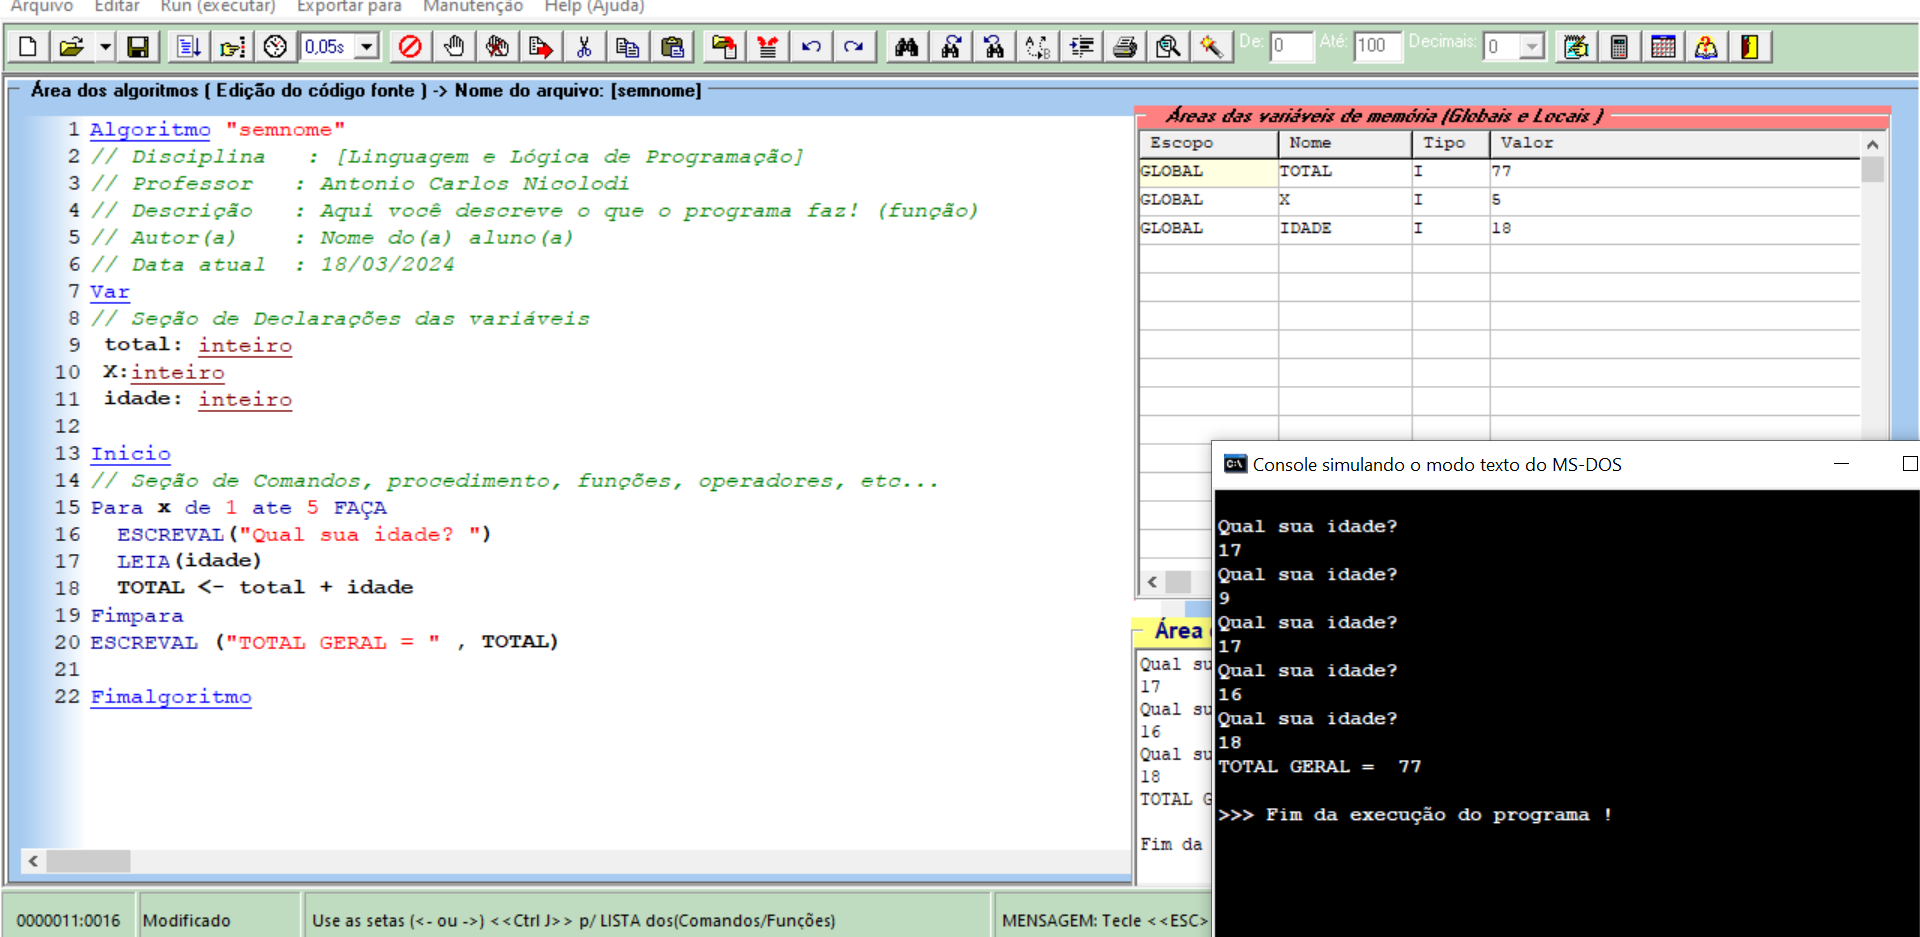 Arquivo Editar Run (executar) Exportar para Manutenção Help (Ajuda)
0,05s De: 0 Até: 100 Decimais: 0
Área dos algoritmos ( Edição do código fonte ) -> Nome do arquivo: [semnome]
1 Algoritmo "semnome"
2 // Disciplina : [Linguagem e Lógica de Programação]
3 // Professor : Antonio Carlos Nicolodi
4 // Descrição : Aqui você descreve o que o programa faz! (função)
5 // Autor(a) : Nome do(a) aluno(a)
6 // Data atual : 18/03/2024
7 Var
8 // Seção de Declarações das variáveis
9 total: inteiro
10 X:inteiro
11 idade: inteiro
12
13 Inicio
14 // Seção de Comandos, procedimento, funções, operadores, etc...
15 Para x de 1 ate 5 FAÇA
16 ESCREVAL("Qual sua idade? ")
17 LEIA(idade)
18 TOTAL <- total + idade
19 Fimpara
20 ESCREVAL ("TOTAL GERAL = " , TOTAL)
21
22 Fimalgoritmo
Áreas das variáveis de memória (Globais e Locais )
Escopo Nome Tipo Valor
GLOBAL TOTAL I 77
GLOBAL X I 5
GLOBAL IDADE I 18
Área
Qual su
17
Qual su
16
Qual su
18
TOTAL G
Fim da
Console simulando o modo texto do MS-DOS
Qual sua idade?
17
Qual sua idade?
9
Qual sua idade?
17
Qual sua idade?
16
Qual sua idade?
18
TOTAL GERAL = 77
>>> Fim da execução do programa !
0000011:0016 Modificado Use as setas (<- ou ->) <<Ctrl J>> p/ LISTA dos(Comandos/Funções) MENSAGEM: Tecle <<ESC>